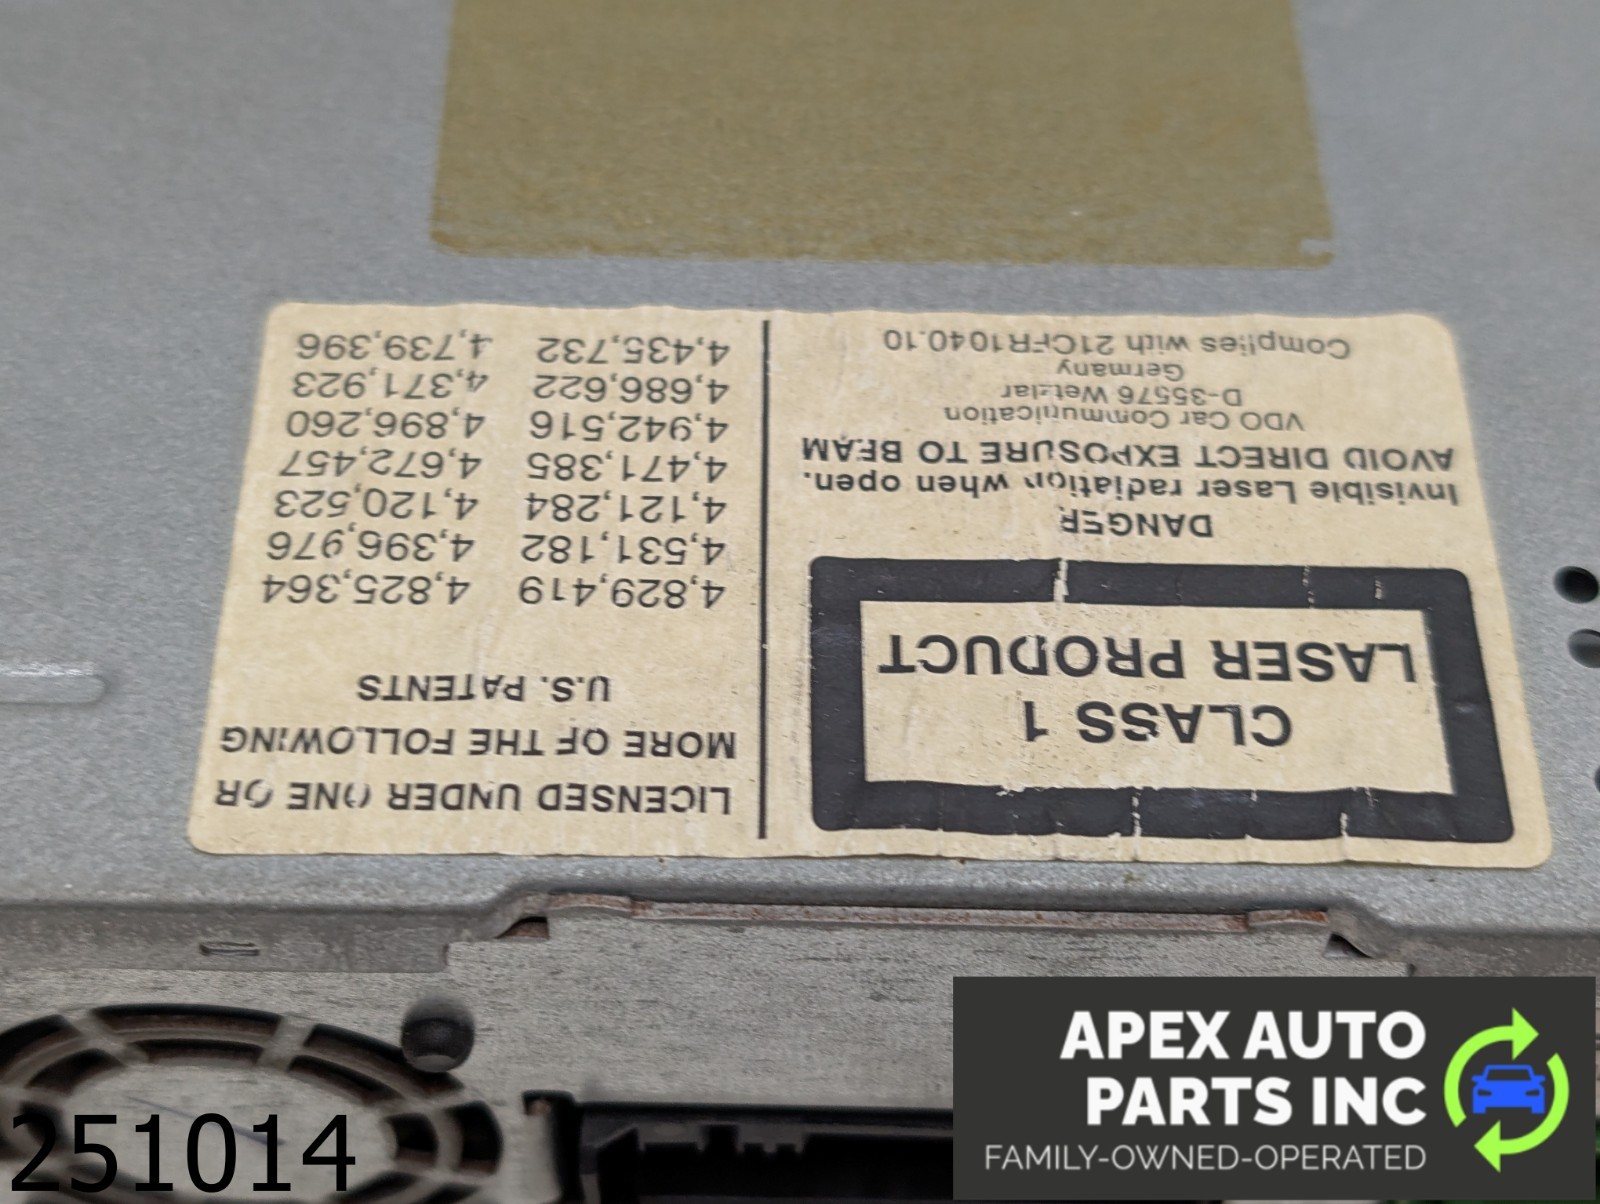 CLASS 1
LASER PRODUCT
DANGER
Invisible Laser radiation when open.
AVOID DIRECT EXPOSURE TO BEAM
VDO Car Communication
D-35576 Wetzlar
Germany
Complies with 21CFR1040.10
LICENSED UNDER ONE OR
MORE OF THE FOLLOWING
U.S. PATENTS
4,829,419 4,825,364
4,531,182 4,396,976
4,121,284 4,120,523
4,471,385 4,672,457
4,942,516 4,896,260
4,686,622 4,371,923
4,435,732 4,739,396
251014
APEX AUTO
PARTS INC
FAMILY-OWNED-OPERATED